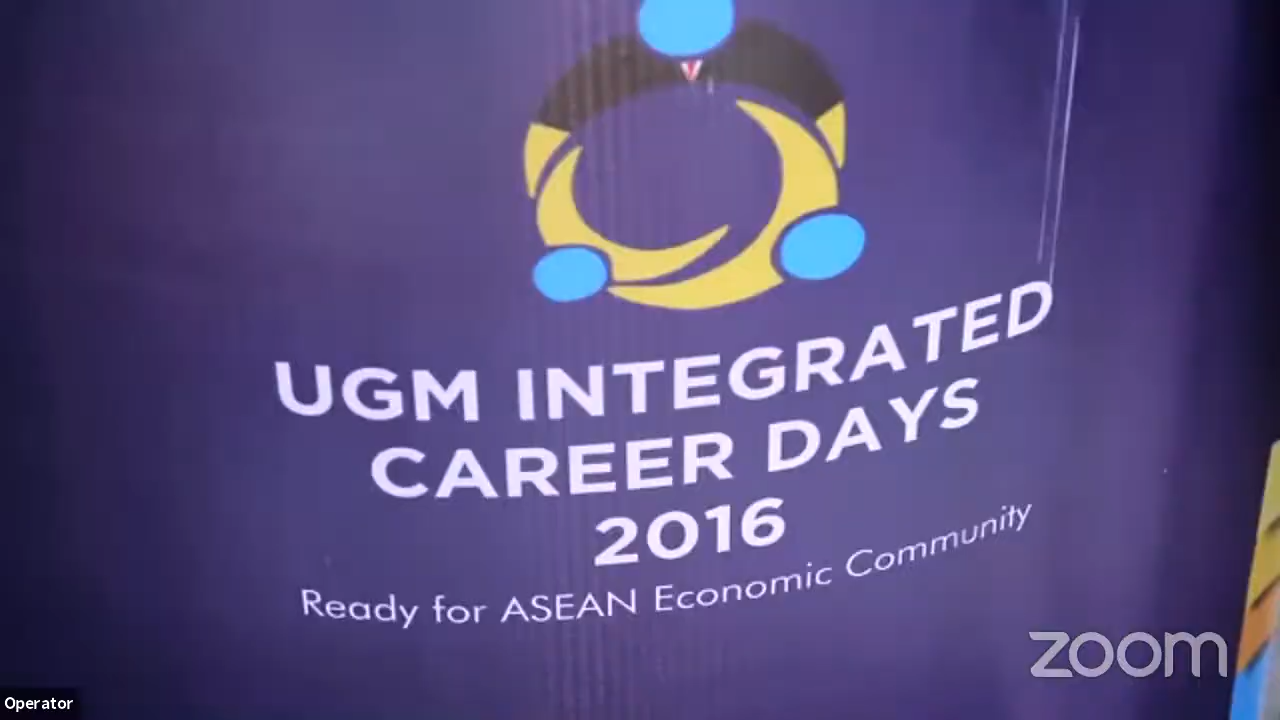 UGM INTEGRATED
CAREER DAYS
2016
Ready for ASEAN Economic Community
zoom
Operator